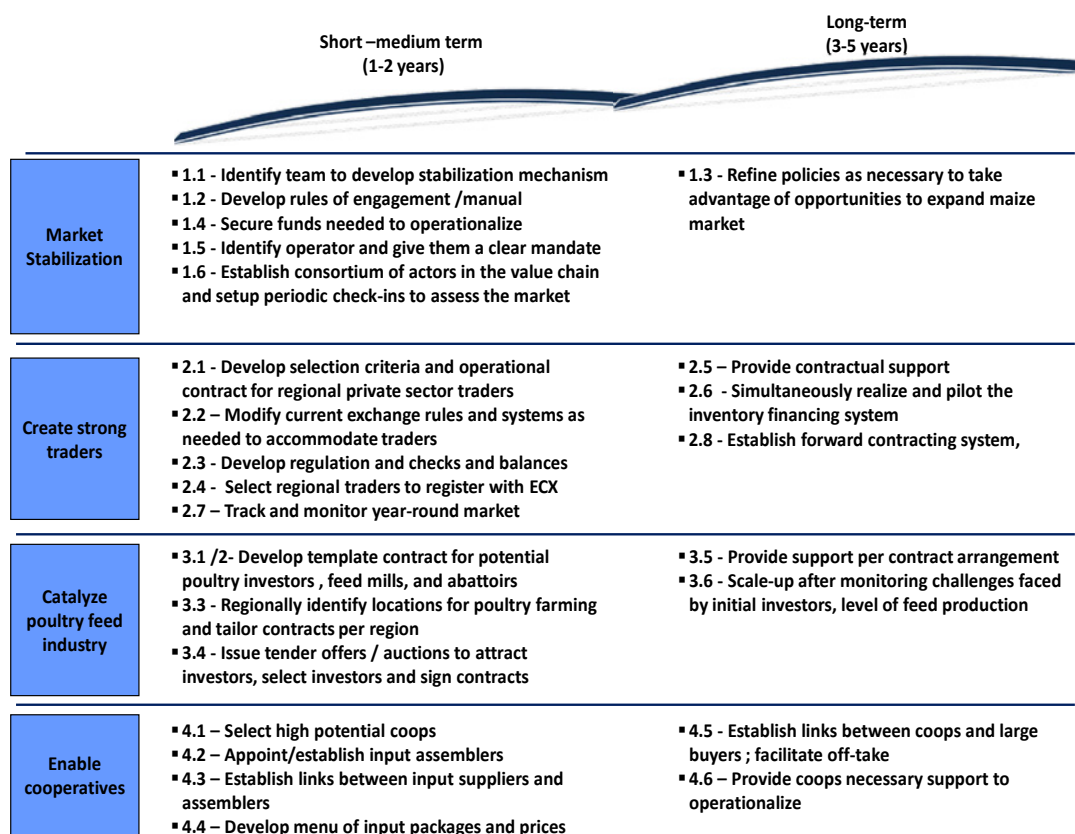 Short –medium term
(1-2 years)
Long-term
(3-5 years)
Market
Stabilization
▪ 1.1 - Identify team to develop stabilization mechanism
▪ 1.2 - Develop rules of engagement /manual
▪ 1.4 - Secure funds needed to operationalize
▪ 1.5 - Identify operator and give them a clear mandate
▪ 1.6 - Establish consortium of actors in the value chain
and setup periodic check-ins to assess the market
▪ 1.3 - Refine policies as necessary to take
advantage of opportunities to expand maize
market
Create strong
traders
▪ 2.1 - Develop selection criteria and operational
contract for regional private sector traders
▪ 2.2 – Modify current exchange rules and systems as
needed to accommodate traders
▪ 2.3 - Develop regulation and checks and balances
▪ 2.4 - Select regional traders to register with ECX
▪ 2.7 – Track and monitor year-round market
▪ 2.5 – Provide contractual support
▪ 2.6 - Simultaneously realize and pilot the
inventory financing system
▪ 2.8 - Establish forward contracting system,
Catalyze
poultry feed
industry
▪ 3.1 /2- Develop template contract for potential
poultry investors , feed mills, and abattoirs
▪ 3.3 - Regionally identify locations for poultry farming
and tailor contracts per region
▪ 3.4 - Issue tender offers / auctions to attract
investors, select investors and sign contracts
▪ 3.5 - Provide support per contract arrangement
▪ 3.6 - Scale-up after monitoring challenges faced
by initial investors, level of feed production
Enable
cooperatives
▪ 4.1 – Select high potential coops
▪ 4.2 – Appoint/establish input assemblers
▪ 4.3 – Establish links between input suppliers and
assemblers
▪ 4.4 – Develop menu of input packages and prices
▪ 4.5 - Establish links between coops and large
buyers ; facilitate off-take
▪ 4.6 – Provide coops necessary support to
operationalize